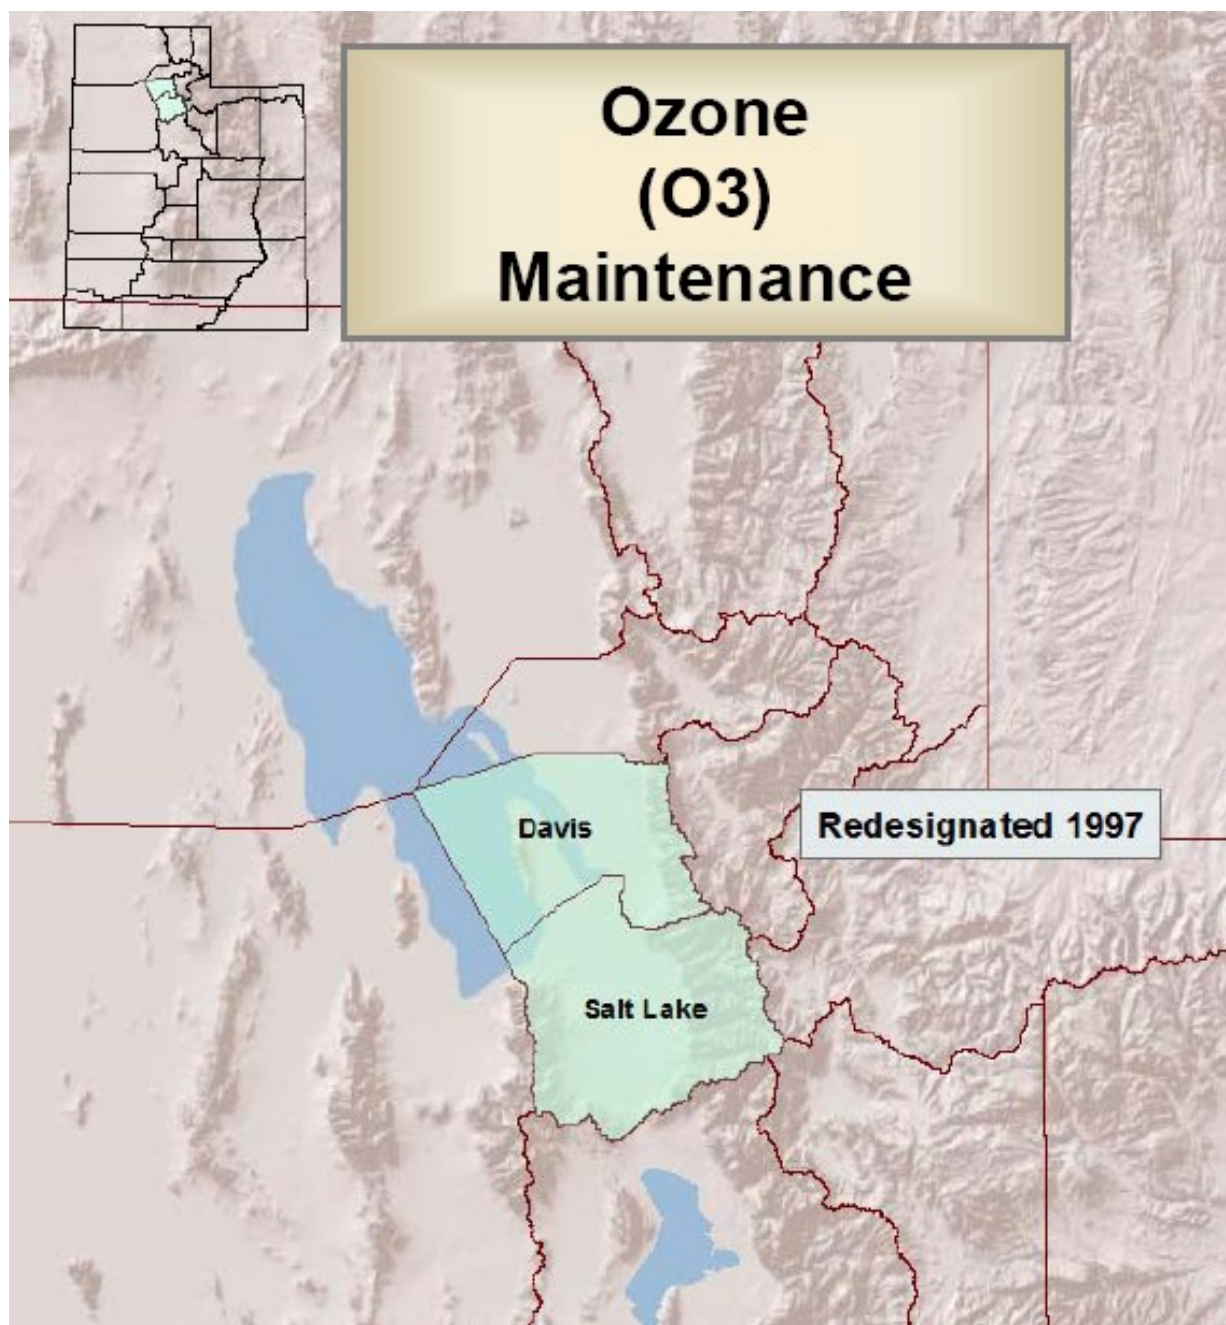 Ozone
(O3)
Maintenance
Davis
Redesignated 1997
Salt Lake